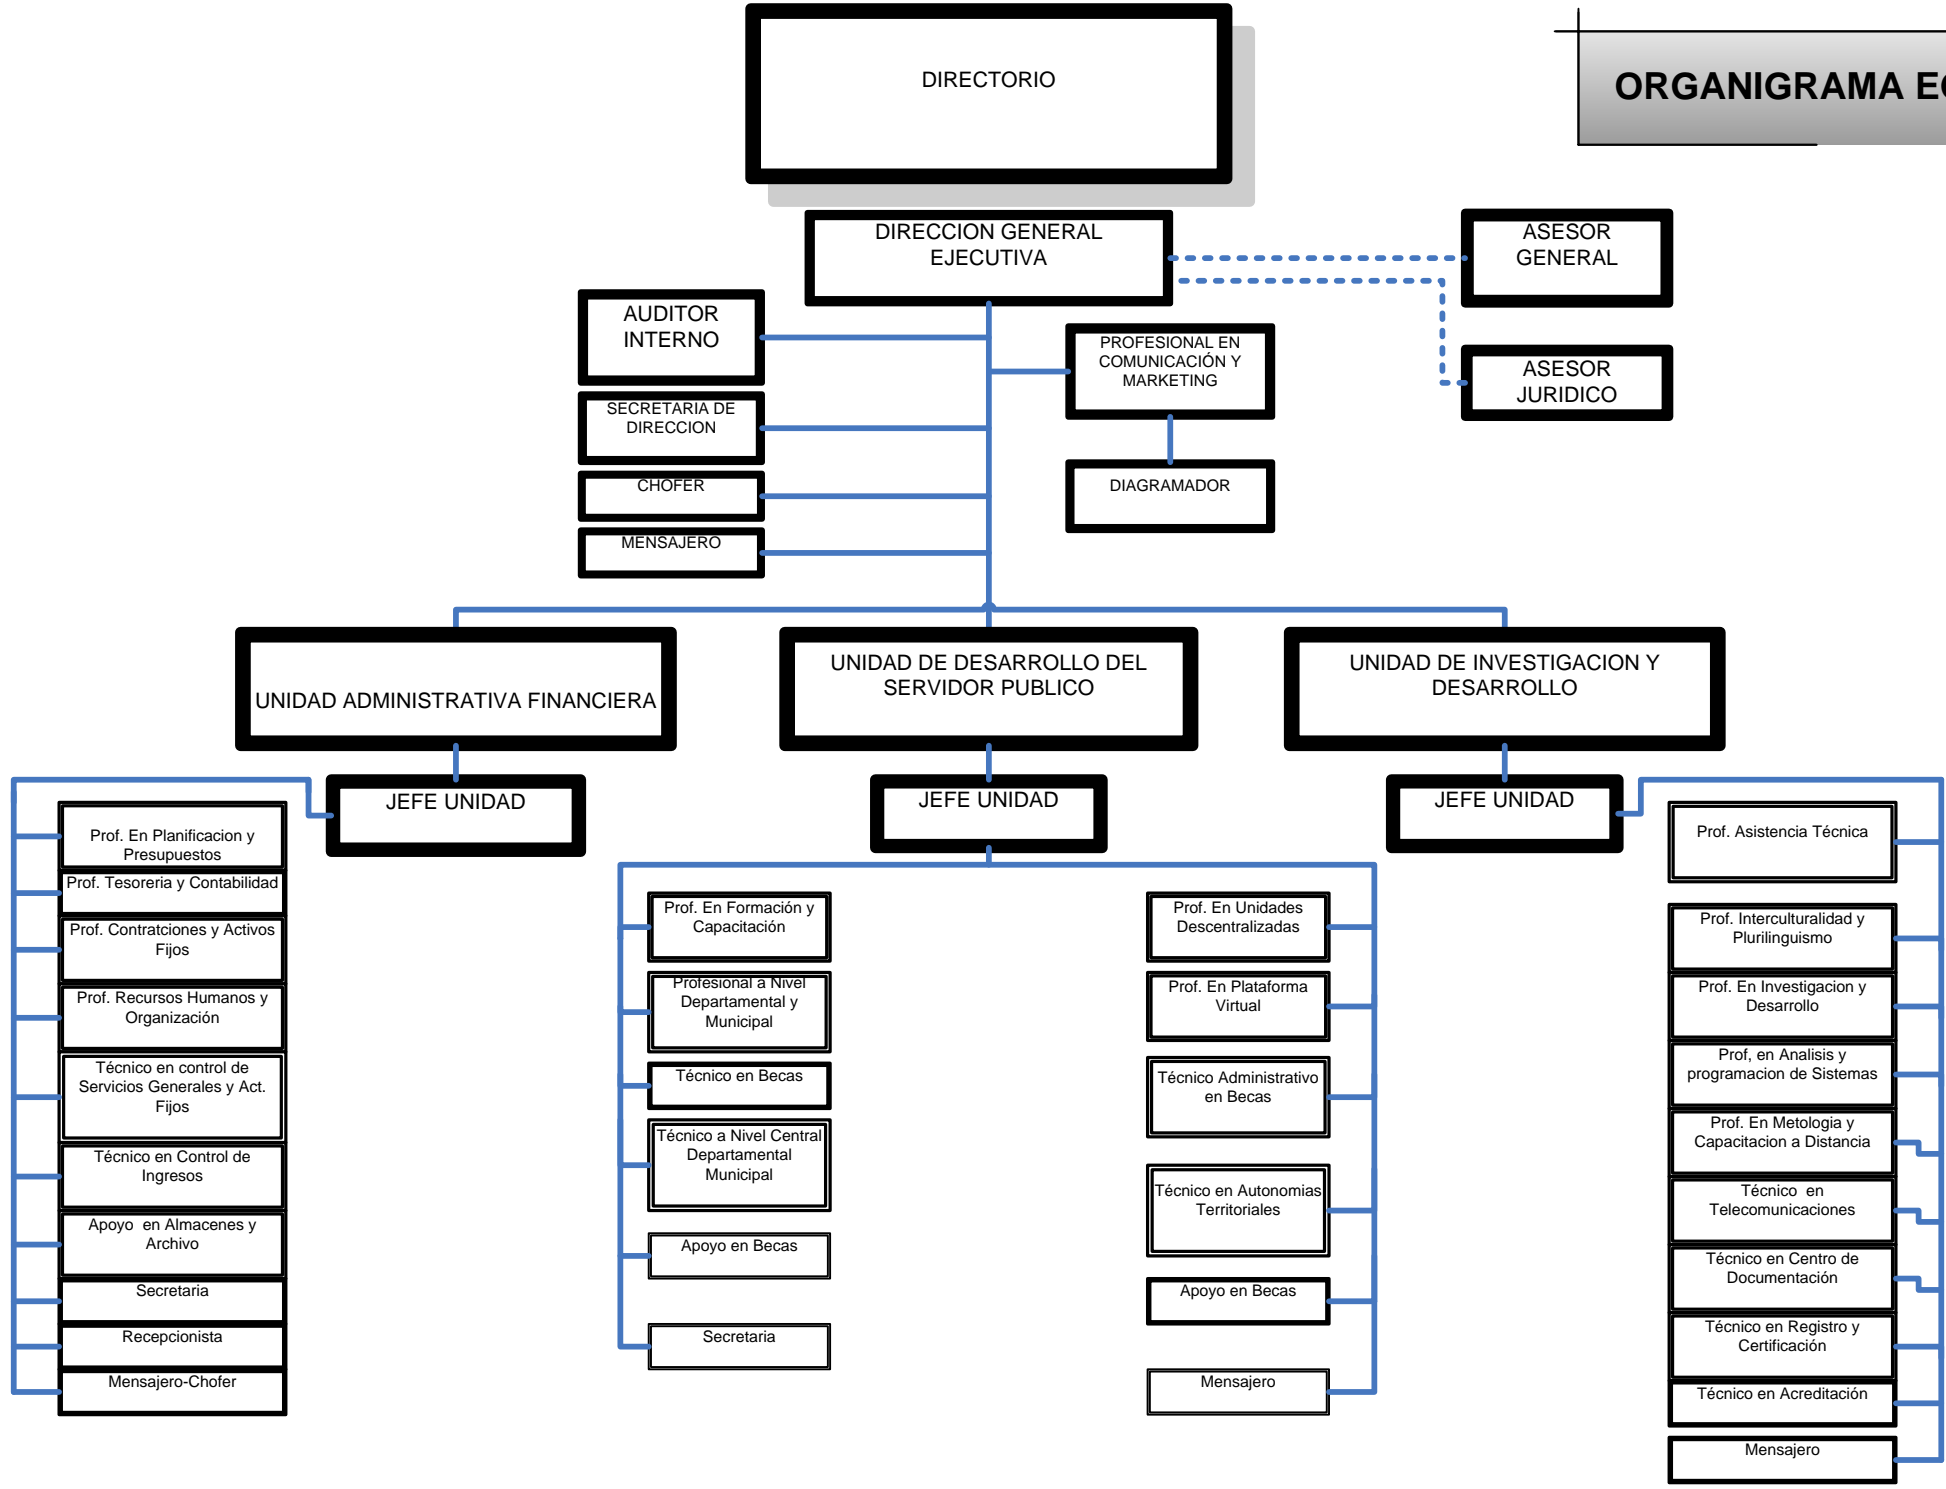 DIRECTORIO
ORGANIGRAMA
DIRECCION GENERAL
EJECUTIVA
ASESOR
GENERAL
AUDITOR
INTERNO
PROFESIONAL EN
COMUNICACIÓN Y
MARKETING
ASESOR
JURIDICO
SECRETARIA DE
DIRECCION
CHOFER
DIAGRAMADOR
MENSAJERO
UNIDAD ADMINISTRATIVA FINANCIERA
UNIDAD DE DESARROLLO DEL
SERVIDOR PUBLICO
UNIDAD DE INVESTIGACION Y
DESARROLLO
JEFE UNIDAD
JEFE UNIDAD
JEFE UNIDAD
Prof. En Planificacion y
Presupuestos
Prof. Tesoreria y Contabilidad
Prof. Contratciones y Activos
Fijos
Prof. Recursos Humanos y
Organización
Técnico en control de
Servicios Generales y Act.
Fijos
Técnico en Control de
Ingresos
Apoyo en Almacenes y
Archivo
Secretaria
Recepcionista
Mensajero-Chofer
Prof. En Formación y
Capacitación
Profesional a Nivel
Departamental y
Municipal
Técnico en Becas
Técnico a Nivel Central
Departamental
Municipal
Apoyo en Becas
Secretaria
Prof. En Unidades
Descentralizadas
Prof. En Plataforma
Virtual
Técnico Administrativo
en Becas
Técnico en Autonomias
Territoriales
Apoyo en Becas
Mensajero
Prof. Asistencia Técnica
Prof. Interculturalidad y
Plurilinguismo
Prof. En Investigacion y
Desarrollo
Prof, en Analisis y
programacion de Sistemas
Prof. En Metologia y
Capacitacion a Distancia
Técnico en
Telecomunicaciones
Técnico en Centro de
Documentación
Técnico en Registro y
Certificación
Técnico en Acreditación
Mensajero